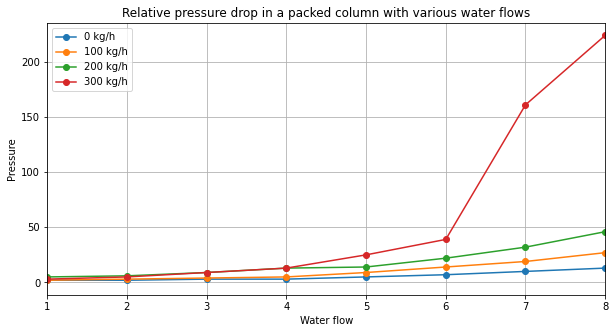 Relative pressure drop in a packed column with various water flows
0 kg/h
100 kg/h
200 kg/h
300 kg/h
Pressure
200
150
100
50
0
1 2 3 4 5 6 7 8
Water flow